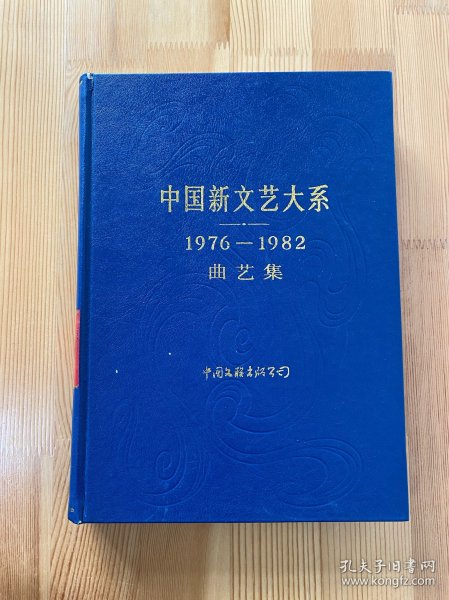 中国新文艺大系
1976—1982
曲艺集
中国文联出版公司
孔夫子旧书网
www.kongfz.com